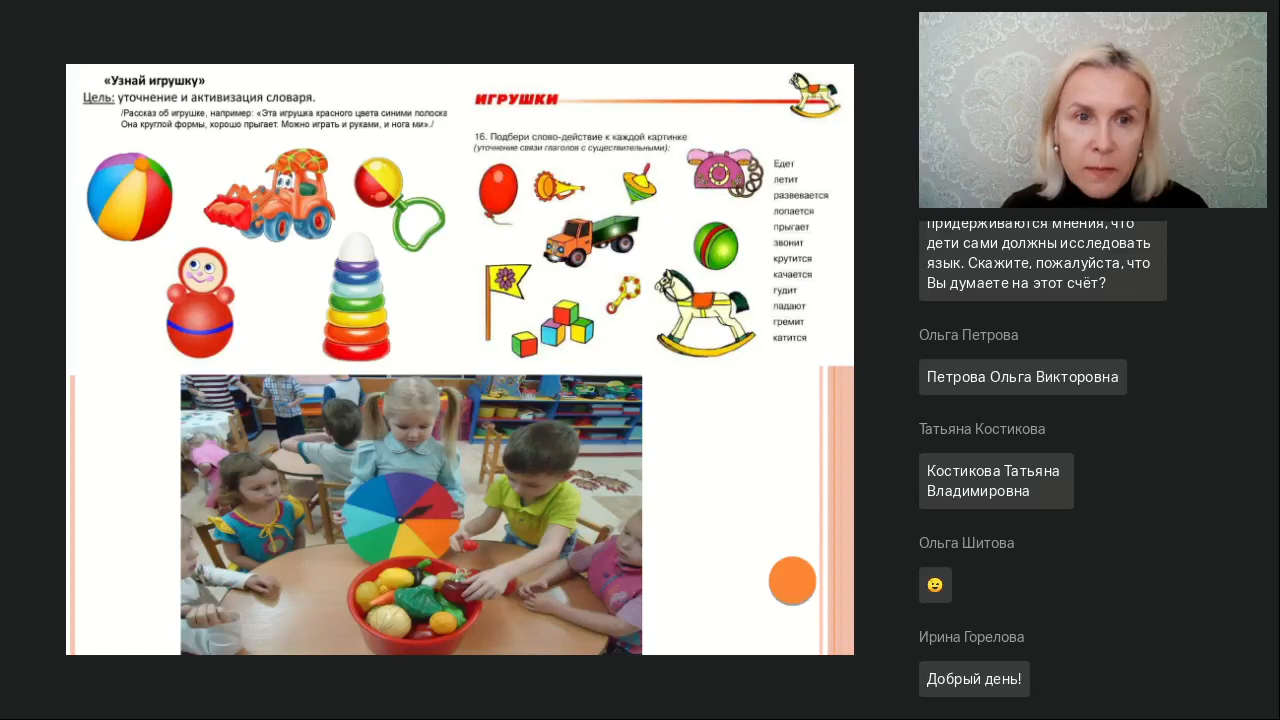 «Узнай игрушку»
Цель: уточнение и активизация словаря.
/Рассказ об игрушке, например: «Эта игрушка красного цвета синими полоска
Она круглой формы, хорошо прыгает. Можно играть и руками, и нога ми»./
ИГРУШКИ
16. Подбери слово-действие к каждой картинке
(уточнение связи глаголов с существительными):
Едет
летит
развевается
лопается
прыгает
звонит
крутится
качается
гудит
падают
гремит
катится
придерживаются мнения, что
дети сами должны исследовать
язык. Скажите, пожалуйста, что
Вы думаете на этот счёт?
Ольга Петрова
Петрова Ольга Викторовна
Татьяна Костикова
Костикова Татьяна
Владимировна
Ольга Шитова
😉
Ирина Горелова
Добрый день!